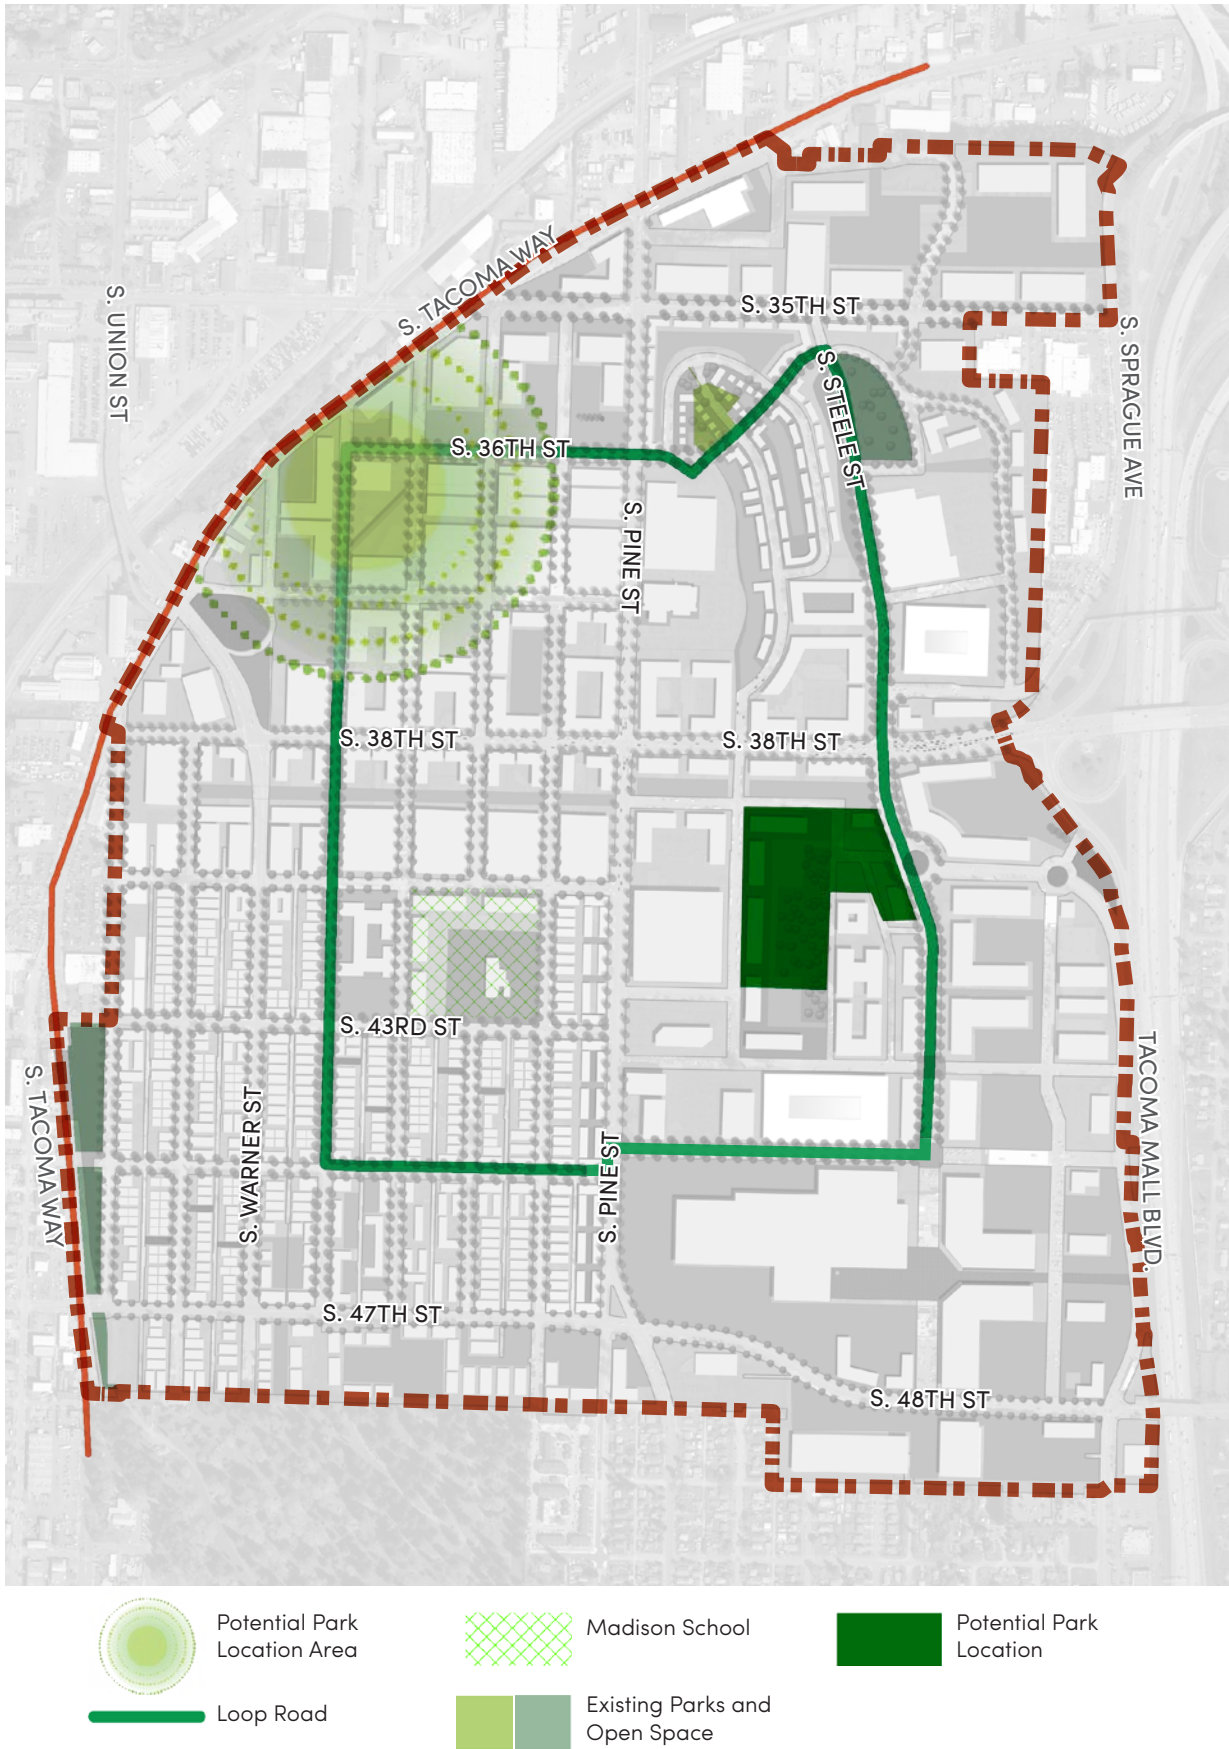 S. TACOMA WAY
S. UNION ST
S. 35TH ST
S. SPRAGUE AVE
S. STEELE ST
S. 36TH ST
S. PINE ST
S. 38TH ST
S. 38TH ST
S. 43RD ST
S. TACOMA WAY
S. WARNER ST
S. PINE ST
TACOMA MALL BLVD.
S. 47TH ST
S. 48TH ST
Potential Park
Location Area
Madison School
Potential Park
Location
Loop Road
Existing Parks and
Open Space